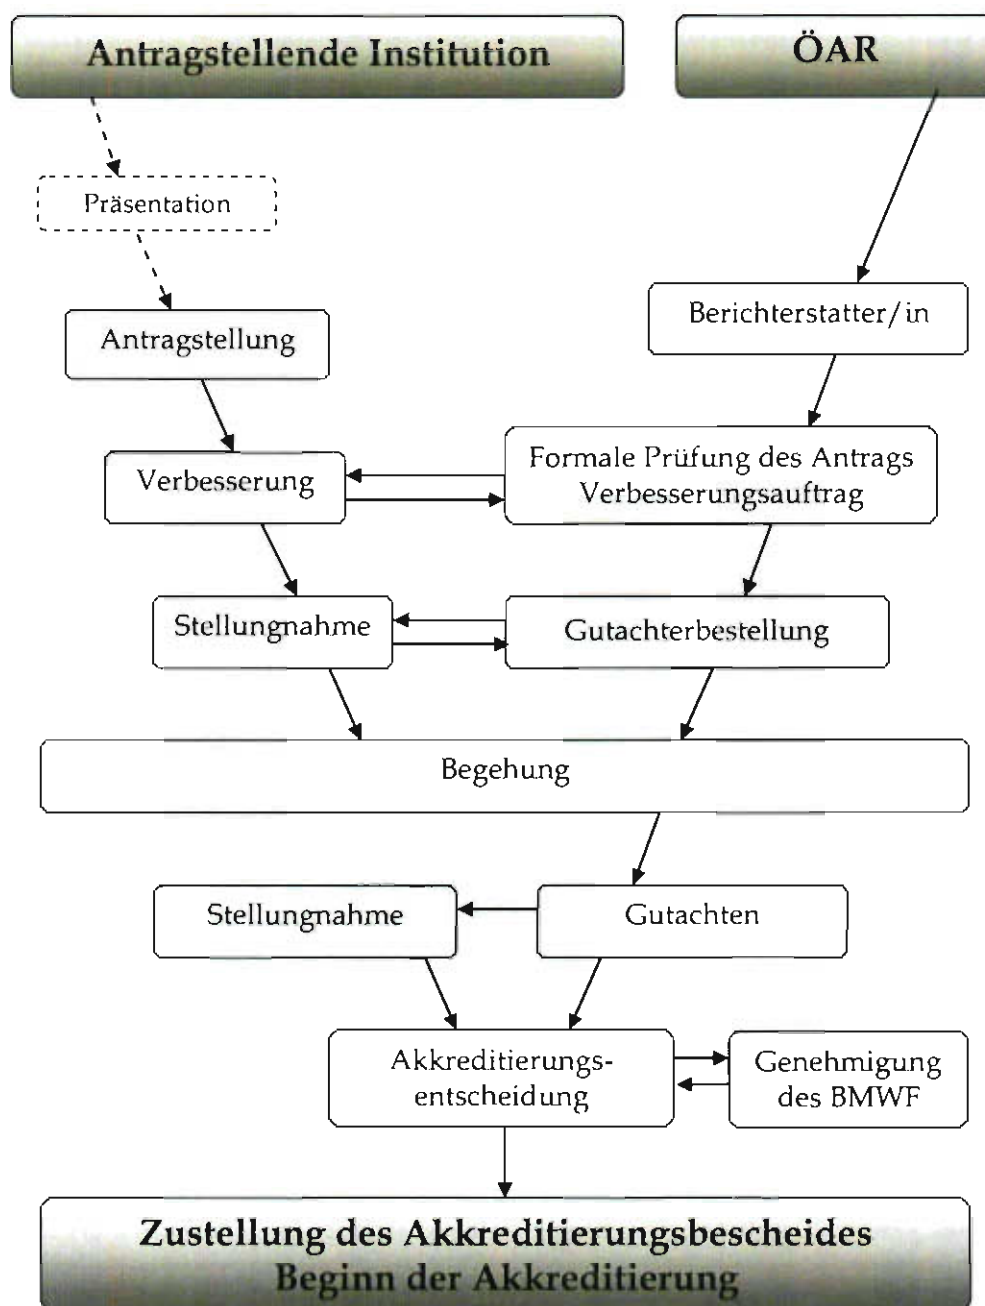 Antragstellende Institution
ÖAR
Präsentation
Berichterstatter/in
Antragstellung
Formale Prüfung des Antrags
Verbesserungsauftrag
Verbesserung
Stellungnahme
Gutachterbestellung
Begehung
Stellungnahme
Gutachten
Akkreditierungs-
entscheidung
Genehmigung
des BMWF
Zustellung des Akkreditierungsbescheides
Beginn der Akkreditierung